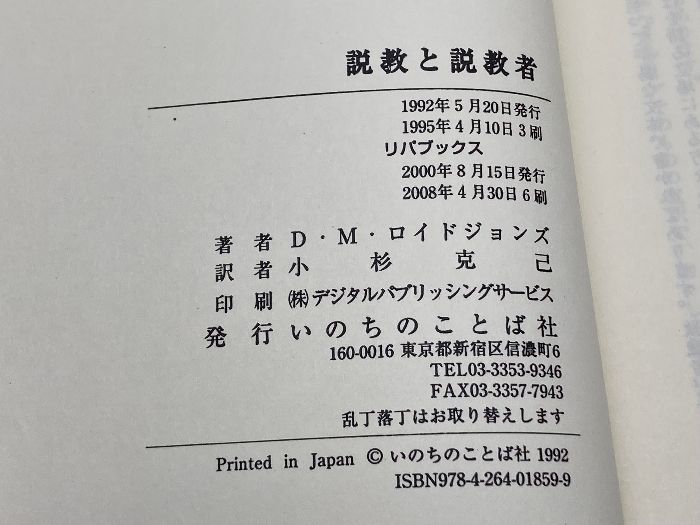 説教と説教者
1992年5月20日発行
1995年4月10日3刷
リバブックス
2000年8月15日発行
2008年4月30日6刷
著者 D・M・ロイドジョンズ
訳者 小杉克己
印刷 ㈱デジタルパブリッシングサービス
発行 いのちのことば社
160-0016 東京都新宿区信濃町6
TEL03-3353-9346
FAX03-3357-7943
乱丁落丁はお取り替えします
Printed in Japan © いのちのことば社 1992
ISBN978-4-264-01859-9